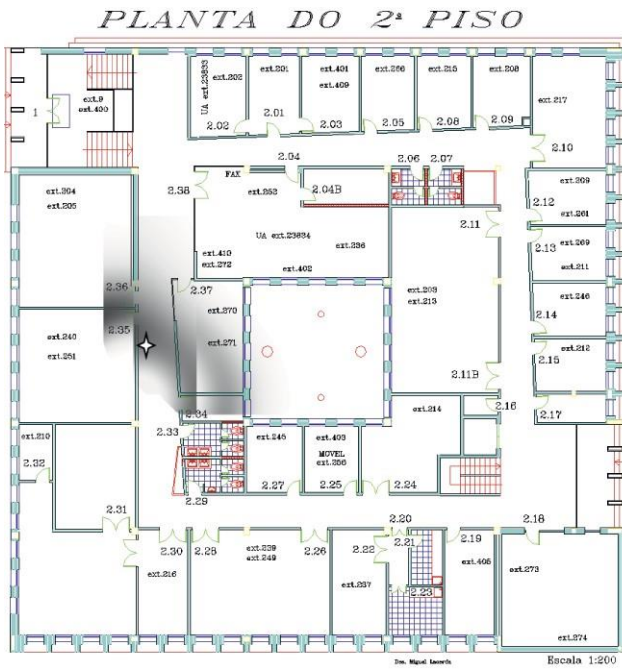 PLANTA DO 2º PISO
1
ext.9
ext.400
UA ext.23833
ext.202
2.02
ext.201
2.01
ext.401
ext.409
2.03
ext.266
2.05
ext.215
2.08
ext.208
2.09
ext.217
2.10
2.04
2.06
2.07
FAX
ext.252
2.04B
2.38
UA ext.23834
ext.236
ext.410
ext.272
ext.402
2.11
ext.209
2.12
ext.261
ext.204
ext.205
2.13
ext.269
ext.211
2.36
2.37
ext.270
ext.271
ext.203
ext.213
ext.246
2.14
2.35
ext.240
ext.251
2.15
ext.212
2.11B
ext.214
2.16
2.17
2.34
2.33
ext.210
2.32
ext.245
2.27
ext.403
MOVEL
ext.256
2.25
2.24
2.29
2.31
2.30
2.28
ext.239
ext.249
2.26
2.20
2.22
2.21
2.19
2.18
ext.216
ext.237
2.23
ext.405
ext.273
ext.274
Des. Miguel Lacerda
Escala 1:200